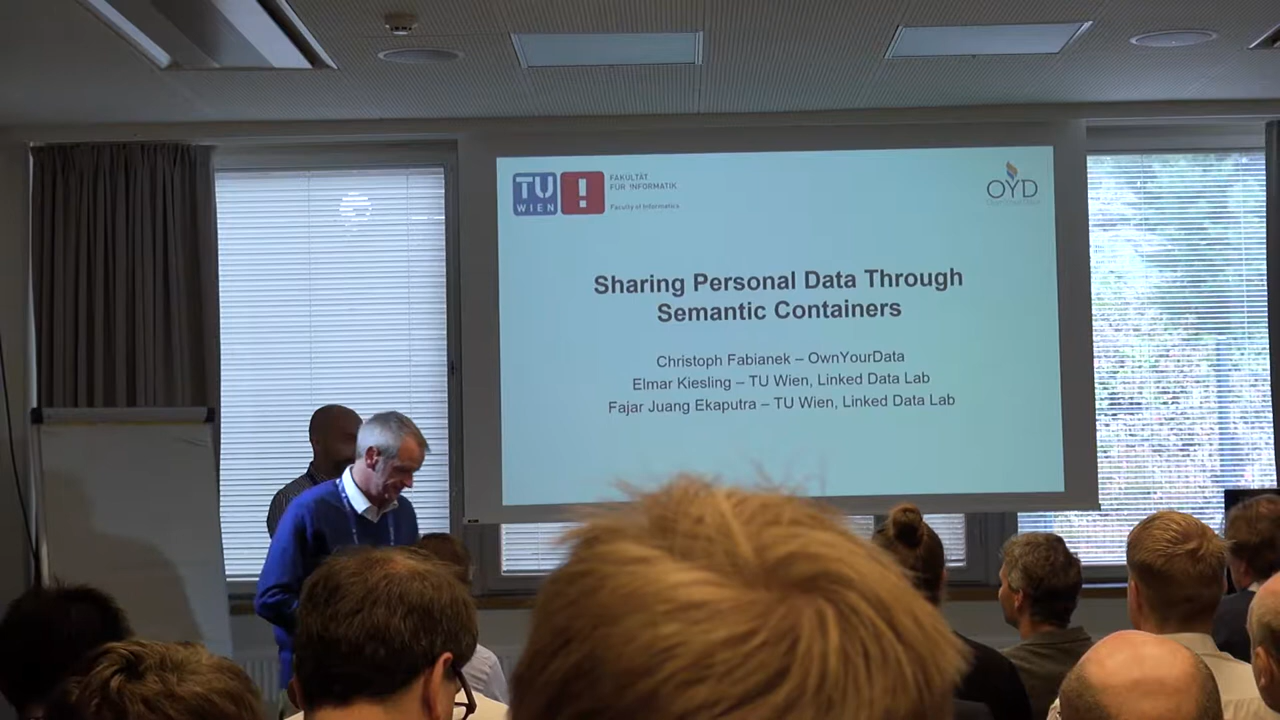 TU
WIEN
!
FAKULTÄT
FÜR !NFORMATIK
Faculty of Informatics
OYD
Sharing Personal Data Through
Semantic Containers
Christoph Fabianek – OwnYourData
Elmar Kiesling – TU Wien, Linked Data Lab
Fajar Juang Ekaputra – TU Wien, Linked Data Lab